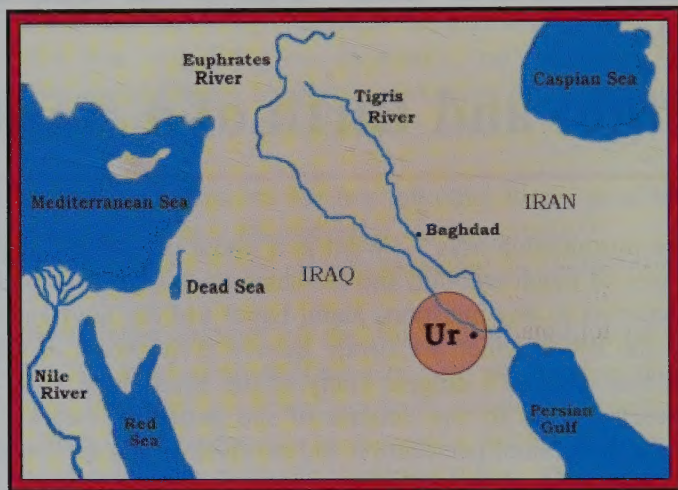 Euphrates
River
Caspian Sea
Tigris
River
Mediterranean Sea
IRAN
Baghdad
IRAQ
Dead Sea
Ur
Nile
River
Red
Sea
Persian
Gulf